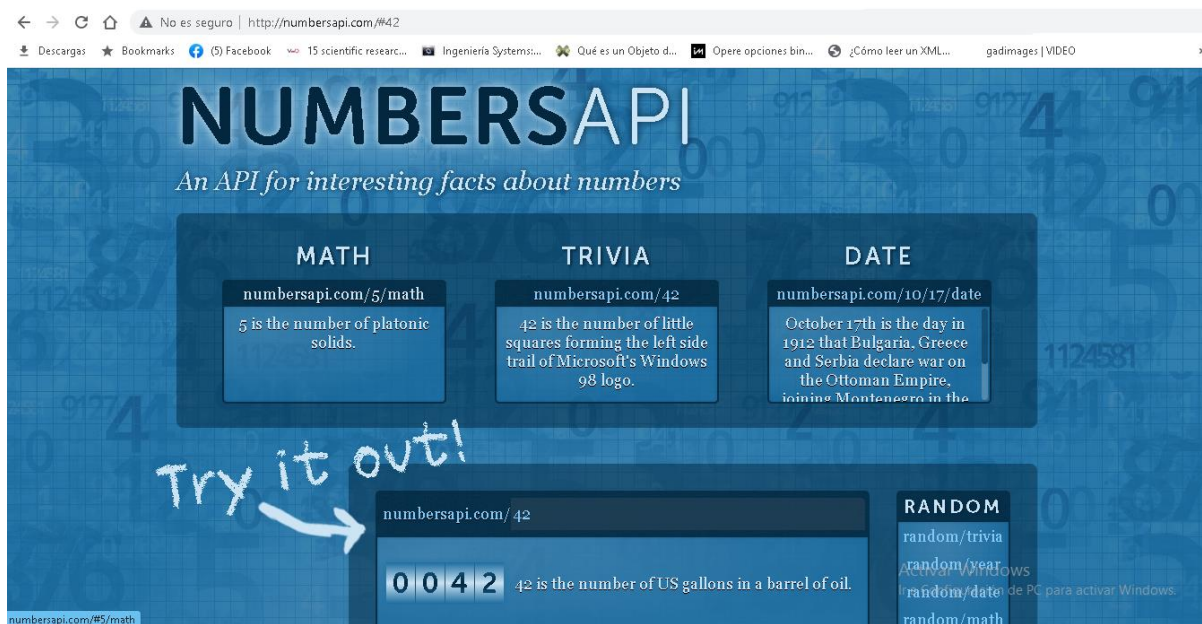 No es seguro | http://numbersapi.com/#42
Descargas Bookmarks (5) Facebook 15 scientific researc... Ingeniería Systems:... Qué es un Objeto d... Opere opciones bin... ¿Cómo leer un XML... gadimages | VIDEO
NUMBERSAPI
An API for interesting facts about numbers
MATH
numbersapi.com/5/math
5 is the number of platonic
solids.
TRIVIA
numbersapi.com/42
42 is the number of little
squares forming the left side
trail of Microsoft's Windows
98 logo.
DATE
numbersapi.com/10/17/date
October 17th is the day in
1912 that Bulgaria, Greece
and Serbia declare war on
the Ottoman Empire,
joining Montenegro in the
Try it out!
numbersapi.com/ 42
0042 42 is the number of US gallons in a barrel of oil.
RANDOM
random/trivia
random/year
random/date
random/math
Activar Windows
de PC para activar Windows.
numbersapi.com/#5/math